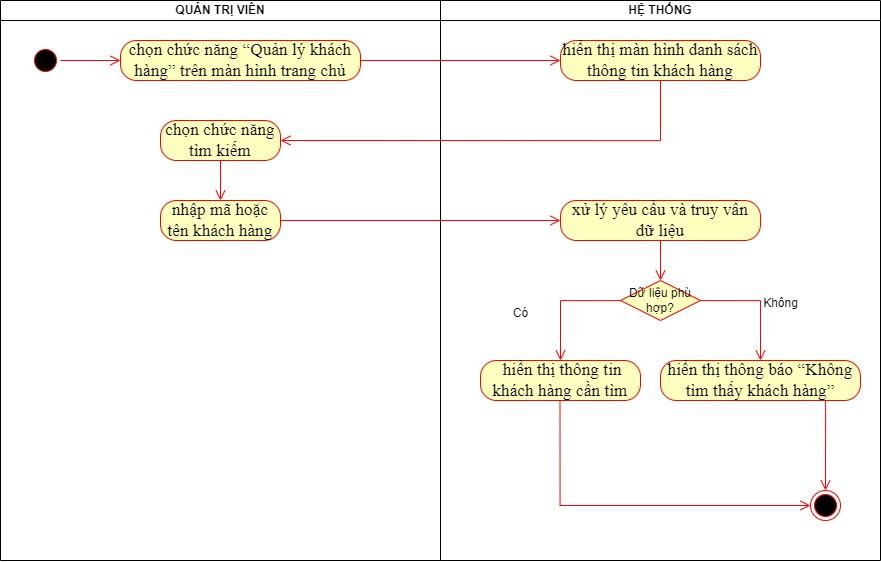 QUẢN TRỊ VIÊN
HỆ THỐNG
chọn chức năng “Quản lý khách
hàng” trên màn hình trang chủ
hiển thị màn hình danh sách
thông tin khách hàng
chọn chức năng
tìm kiếm
nhập mã hoặc
tên khách hàng
xử lý yêu cầu và truy vấn
dữ liệu
Dữ liệu phù
hợp?
Có
Không
hiển thị thông tin
khách hàng cần tìm
hiển thị thông báo “Không
tìm thấy khách hàng”